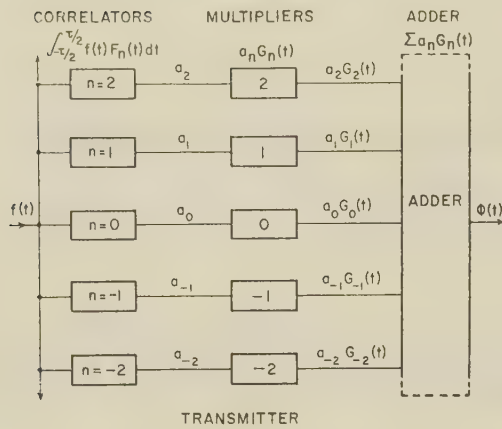 CORRELATORS MULTIPLIERS ADDER
∫_{-τ/2}^{τ/2} f(t) F_n(t) dt a_n G_n(t) Σ a_n G_n(t)
n=2 a_2 2 a_2 G_2(t)
n=1 a_1 1 a_1 G_1(t)
f(t) n=0 a_0 0 a_0 G_0(t) ADDER Φ(t)
n=-1 a_{-1} -1 a_{-1} G_{-1}(t)
n=-2 a_{-2} -2 a_{-2} G_{-2}(t)
TRANSMITTER